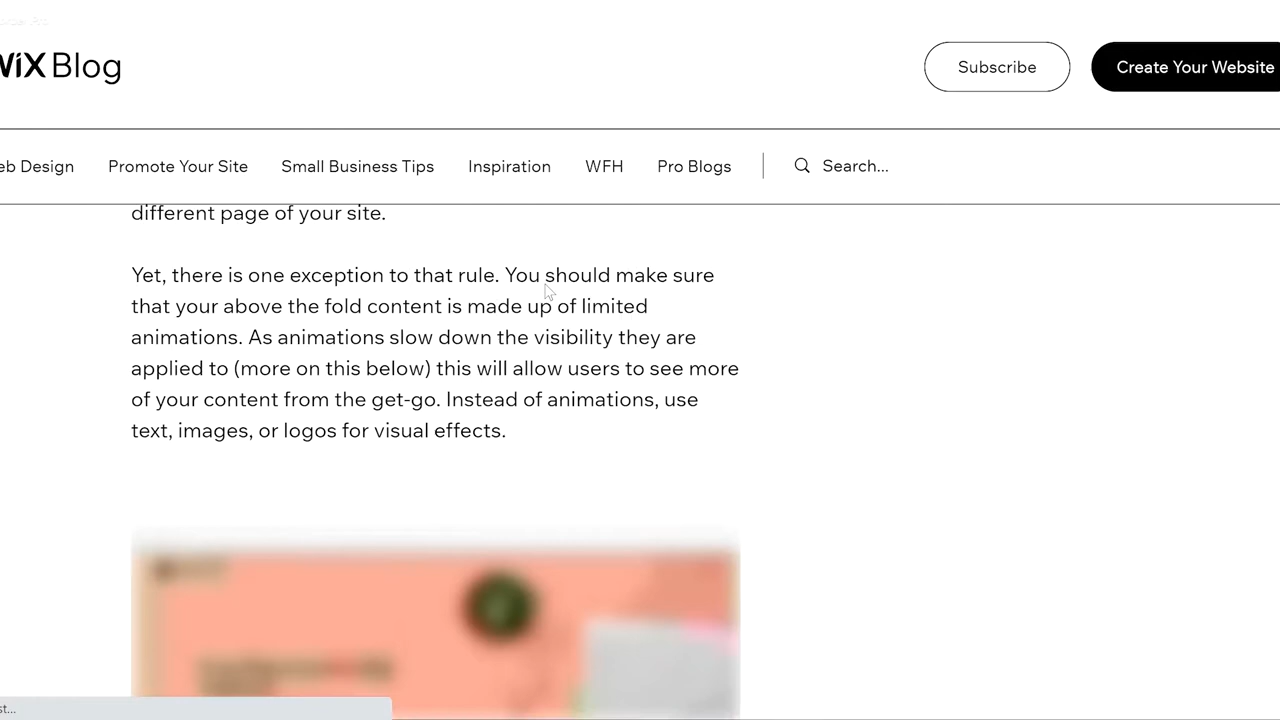 WiX Blog
Subscribe
Create Your Website
eb Design Promote Your Site Small Business Tips Inspiration WFH Pro Blogs Search...
different page of your site.
Yet, there is one exception to that rule. You should make sure
that your above the fold content is made up of limited
animations. As animations slow down the visibility they are
applied to (more on this below) this will allow users to see more
of your content from the get-go. Instead of animations, use
text, images, or logos for visual effects.
st...